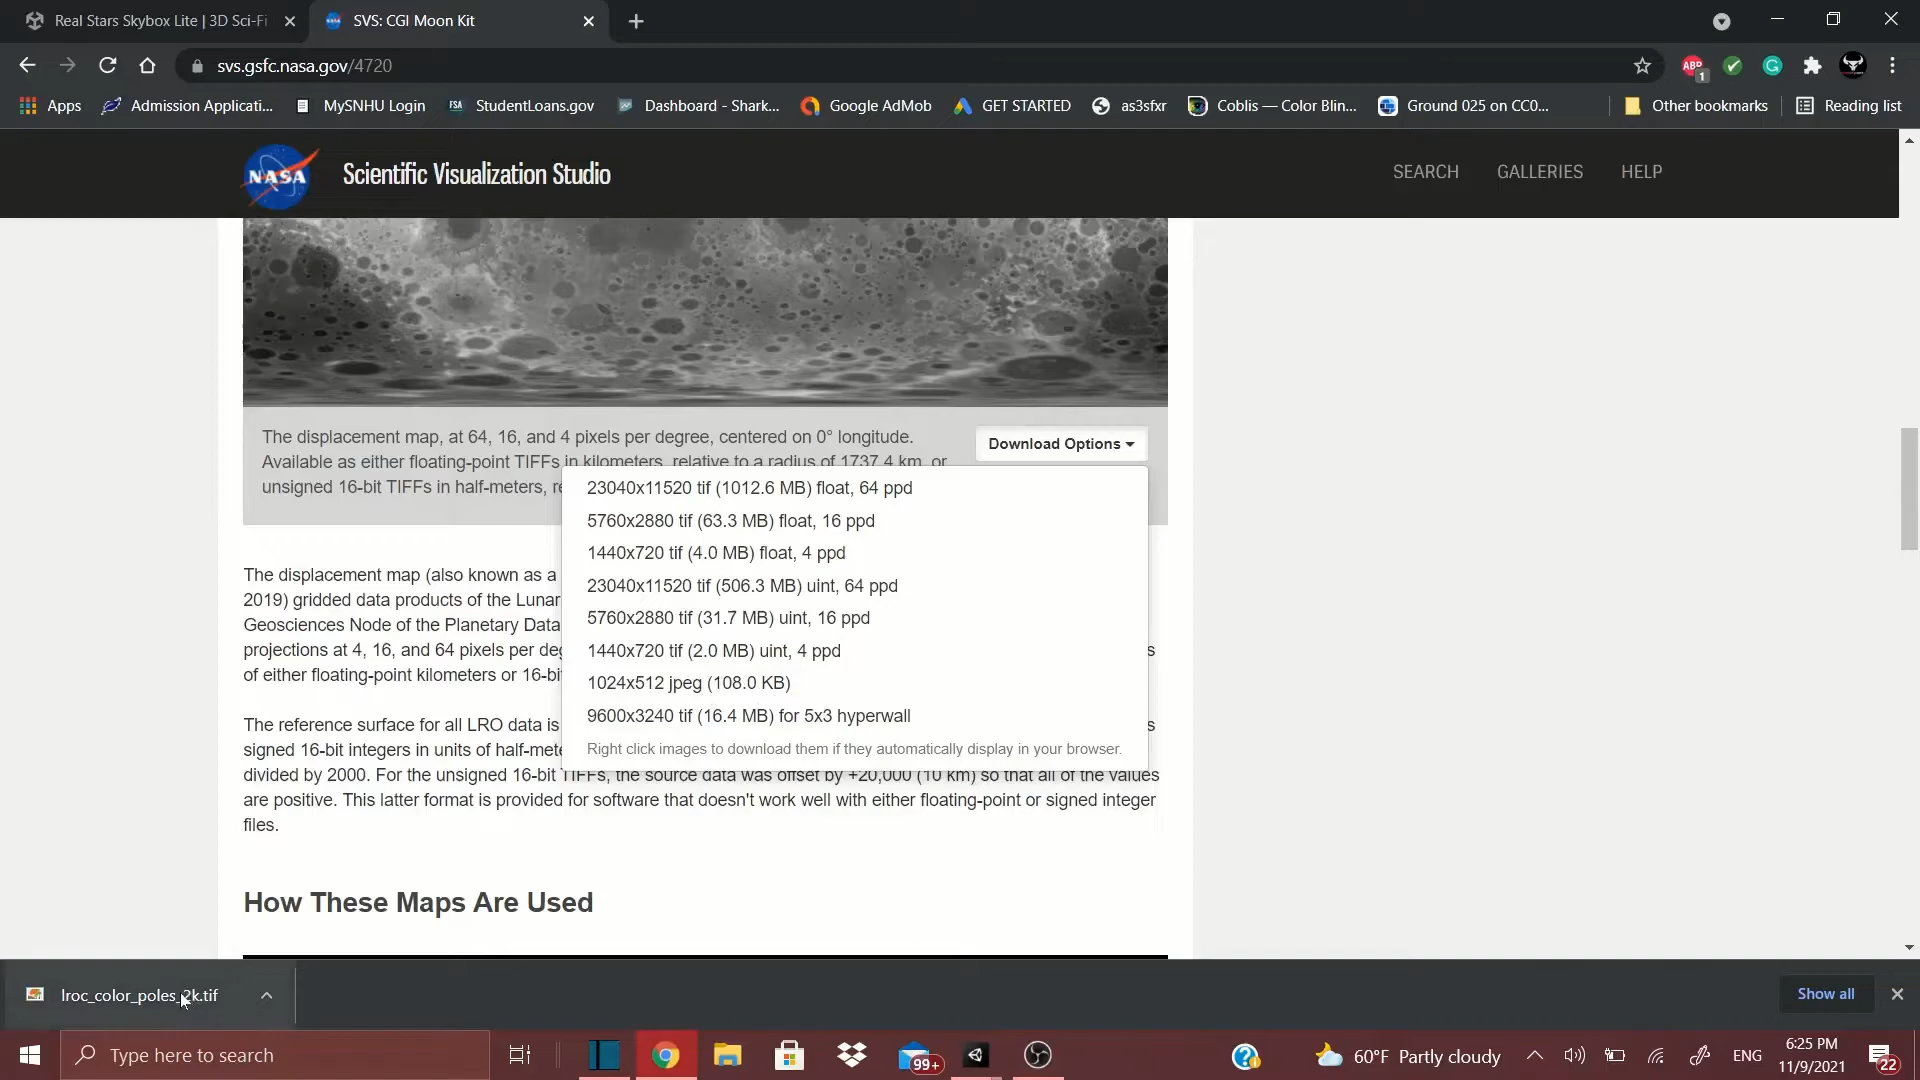 Real Stars Skybox Lite | 3D Sci-Fi
SVS: CGI Moon Kit
svs.gsfc.nasa.gov/4720
ABP
1
Apps
Admission Applicati...
MySNHU Login
FSA
StudentLoans.gov
Dashboard - Shark...
Google AdMob
GET STARTED
as3sfxr
Coblis — Color Blin...
Ground 025 on CC0...
Other bookmarks
Reading list
NASA
Scientific Visualization Studio
SEARCH
GALLERIES
HELP
The displacement map, at 64, 16, and 4 pixels per degree, centered on 0° longitude.
Download Options
Available as either floating-point TIFFs in kilometers, relative to a radius of 1737.4 km, or
unsigned 16-bit TIFFs in half-meters, re
23040x11520 tif (1012.6 MB) float, 64 ppd
5760x2880 tif (63.3 MB) float, 16 ppd
1440x720 tif (4.0 MB) float, 4 ppd
23040x11520 tif (506.3 MB) uint, 64 ppd
5760x2880 tif (31.7 MB) uint, 16 ppd
1440x720 tif (2.0 MB) uint, 4 ppd
1024x512 jpeg (108.0 KB)
9600x3240 tif (16.4 MB) for 5x3 hyperwall
Right click images to download them if they automatically display in your browser.
The displacement map (also known as a
2019) gridded data products of the Lunar
Geosciences Node of the Planetary Data
projections at 4, 16, and 64 pixels per deg s
of either floating-point kilometers or 16-bi
The reference surface for all LRO data is s
signed 16-bit integers in units of half-mete
divided by 2000. For the unsigned 16-bit TIFFs, the source data was offset by +20,000 (10 km) so that all of the values
are positive. This latter format is provided for software that doesn't work well with either floating-point or signed integer
files.
How These Maps Are Used
lroc_color_poles_2k.tif
Show all
Type here to search
99+
60°F Partly cloudy
ENG
6:25 PM
11/9/2021
22